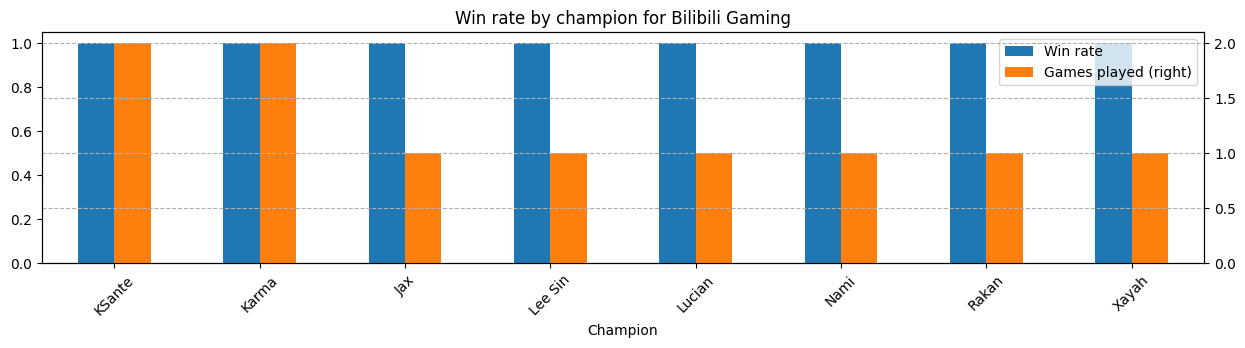 Win rate by champion for Bilibili Gaming
Win rate
Games played (right)
1.0
0.8
0.6
0.4
0.2
0.0
2.0
1.5
1.0
0.5
0.0
KSante
Karma
Jax
Lee Sin
Lucian
Nami
Rakan
Xayah
Champion